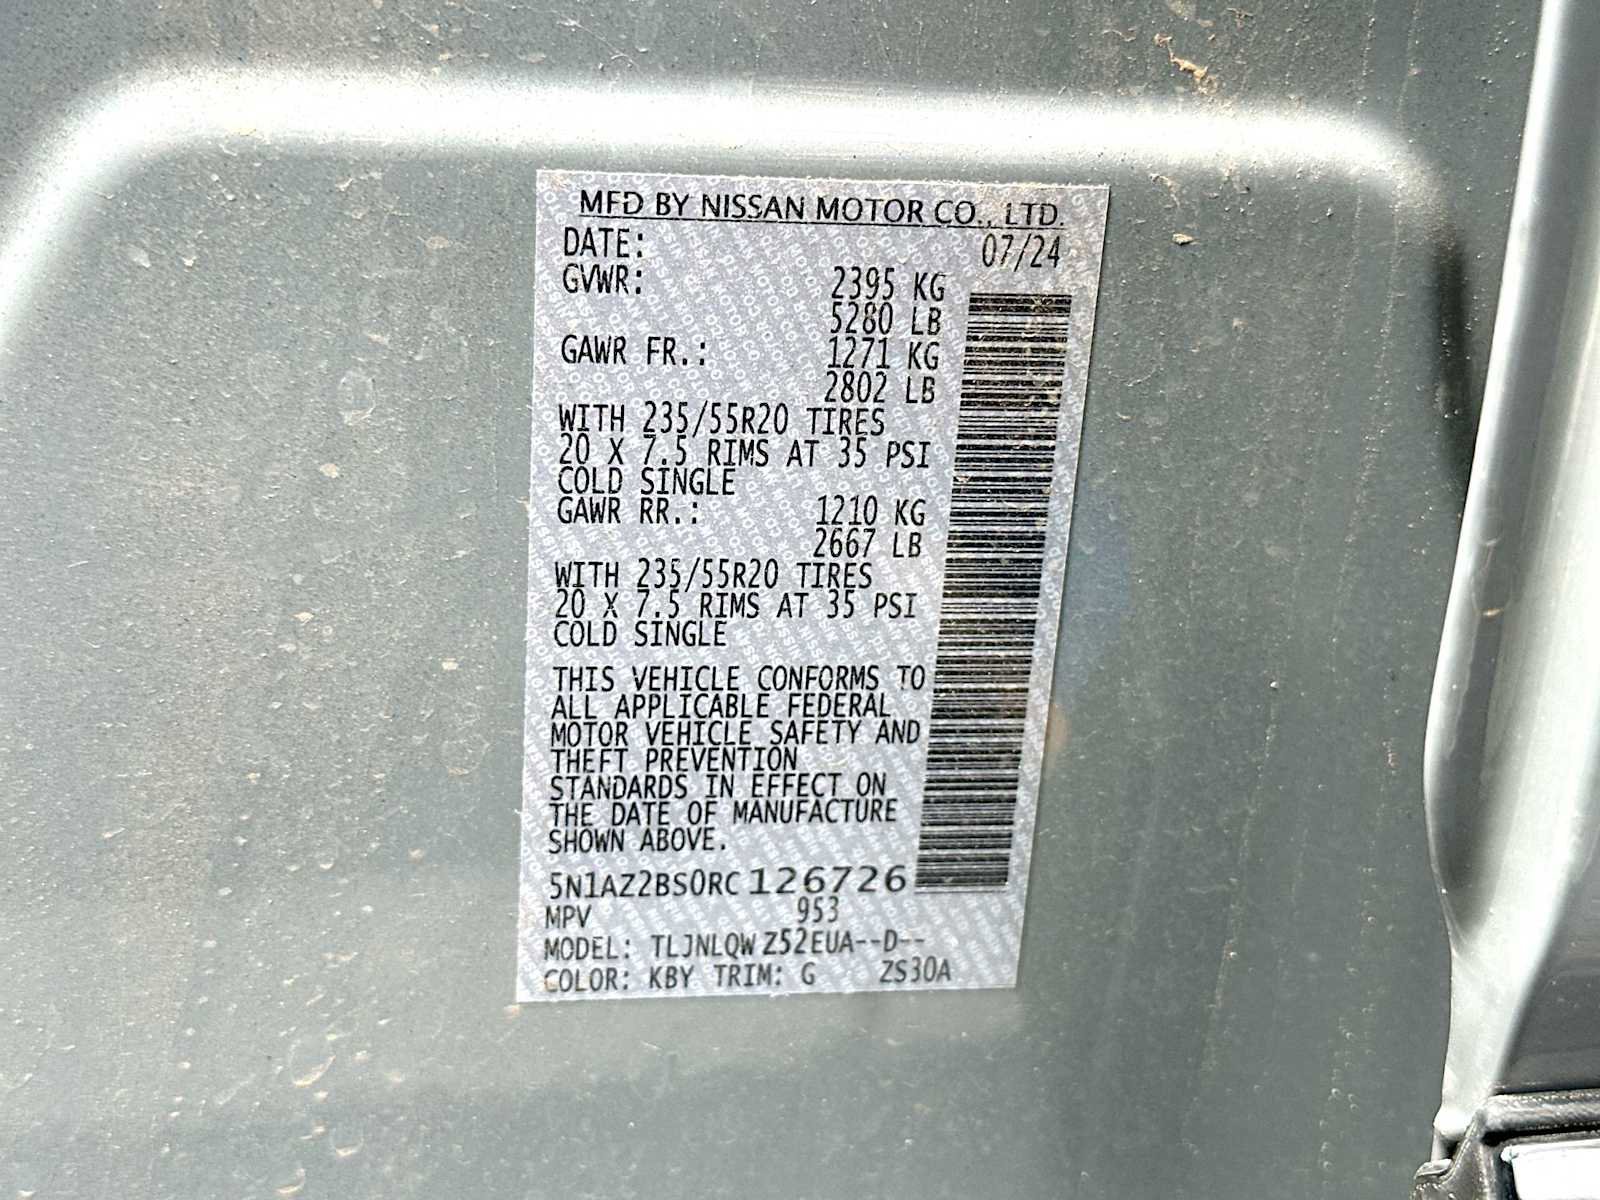 MFD BY NISSAN MOTOR CO., LTD.
DATE: 07/24
GVWR: 2395 KG
5280 LB
GAWR FR.: 1271 KG
2802 LB
WITH 235/55R20 TIRES
20 X 7.5 RIMS AT 35 PSI
COLD SINGLE
GAWR RR.: 1210 KG
2667 LB
WITH 235/55R20 TIRES
20 X 7.5 RIMS AT 35 PSI
COLD SINGLE
THIS VEHICLE CONFORMS TO
ALL APPLICABLE FEDERAL
MOTOR VEHICLE SAFETY AND
THEFT PREVENTION
STANDARDS IN EFFECT ON
THE DATE OF MANUFACTURE
SHOWN ABOVE.
5N1AZ2BS0RC126726
MPV 953
MODEL: TLJNLQWZ52EUA--D--
COLOR: KBY TRIM: G ZS30A